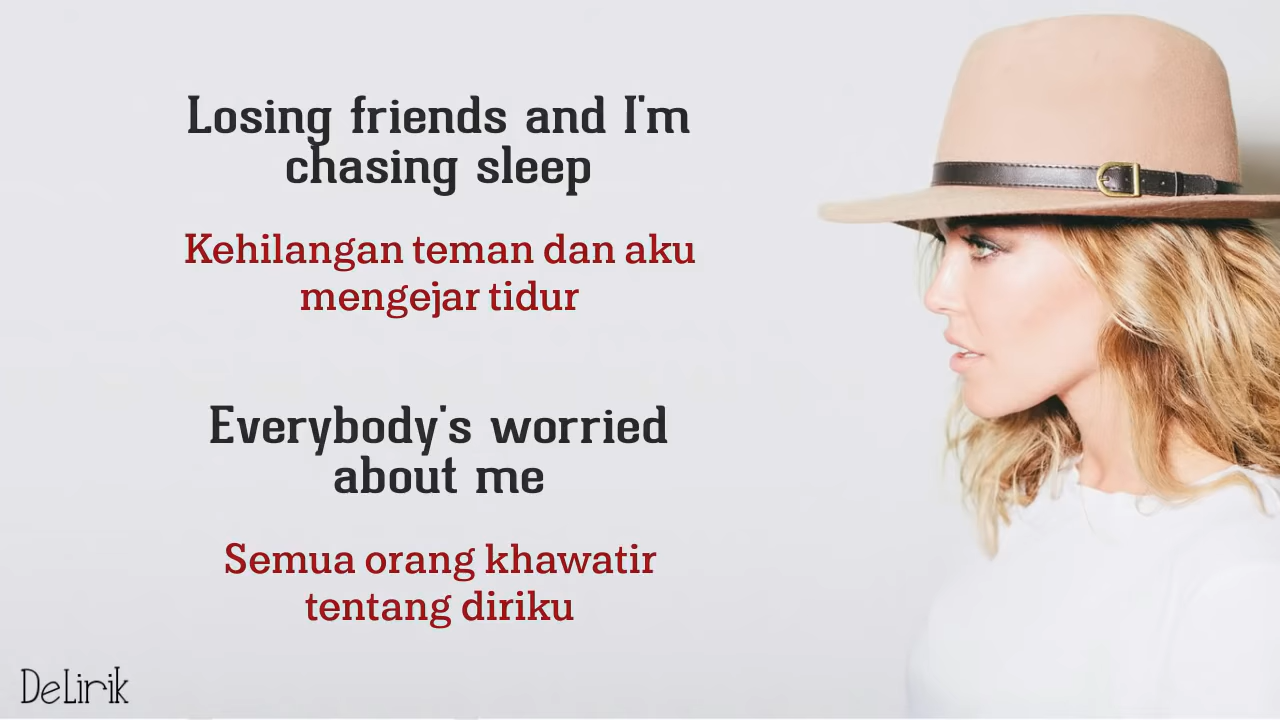 Losing friends and I'm
chasing sleep
Kehilangan teman dan aku
mengejar tidur
Everybody's worried
about me
Semua orang khawatir
tentang diriku
DeLirik